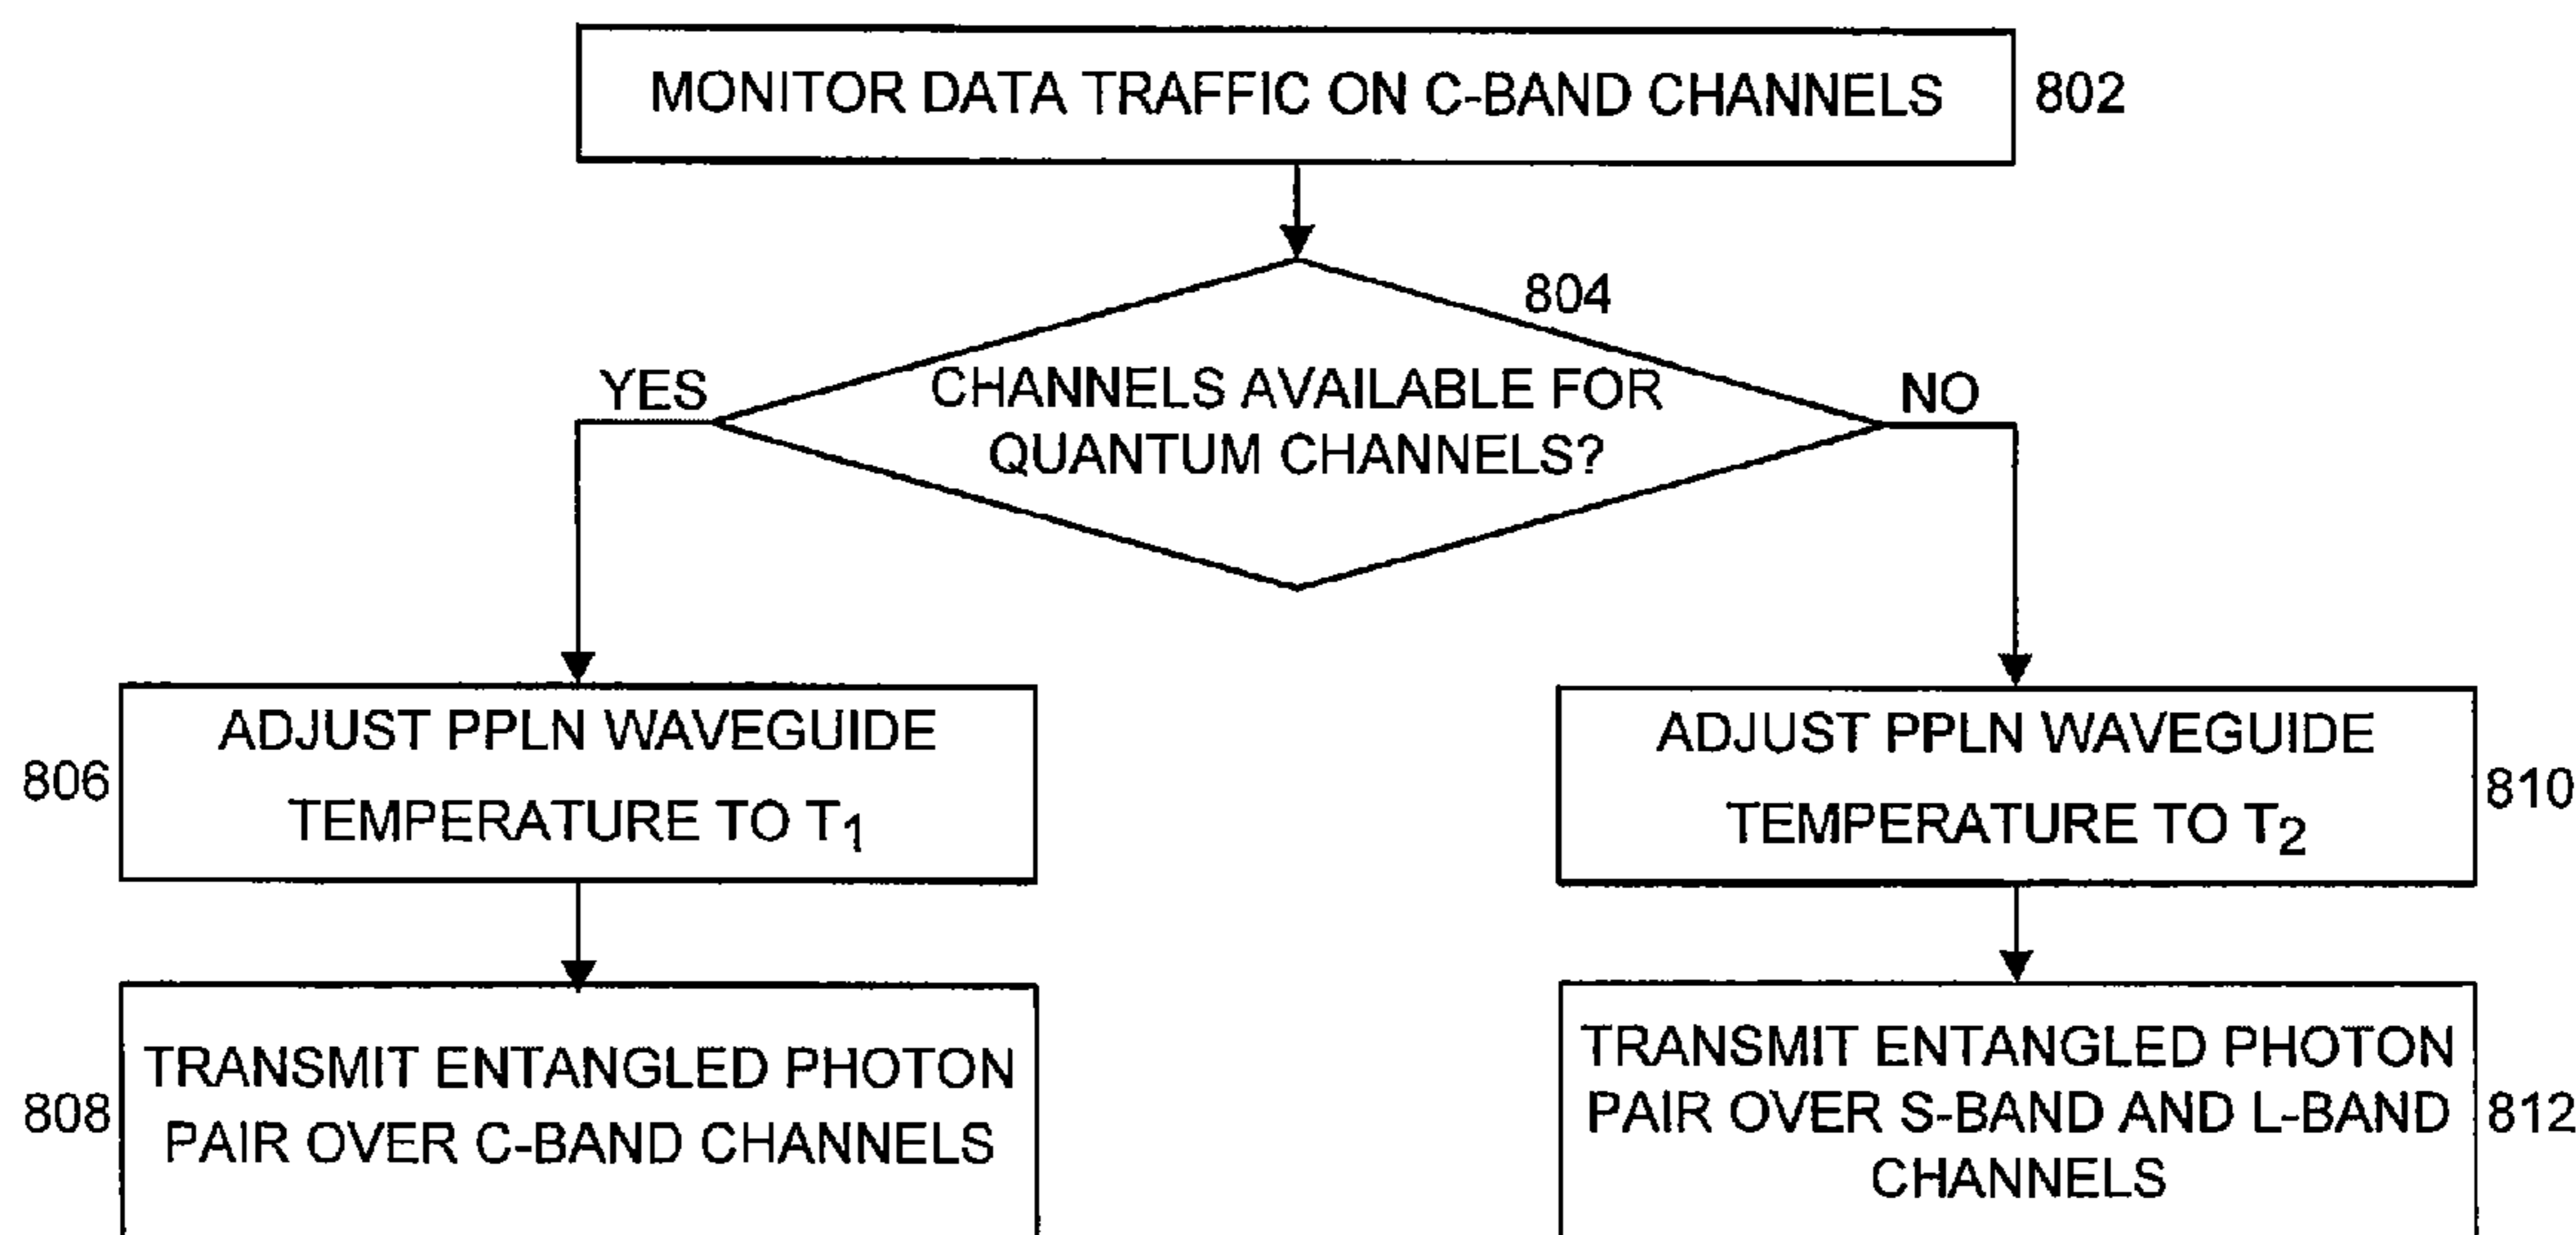 MONITOR DATA TRAFFIC ON C-BAND CHANNELS
802
804
YES
CHANNELS AVAILABLE FOR
QUANTUM CHANNELS?
NO
806
ADJUST PPLN WAVEGUIDE
TEMPERATURE TO T1
ADJUST PPLN WAVEGUIDE
TEMPERATURE TO T2
810
808
TRANSMIT ENTANGLED PHOTON
PAIR OVER C-BAND CHANNELS
TRANSMIT ENTANGLED PHOTON
PAIR OVER S-BAND AND L-BAND
CHANNELS
812